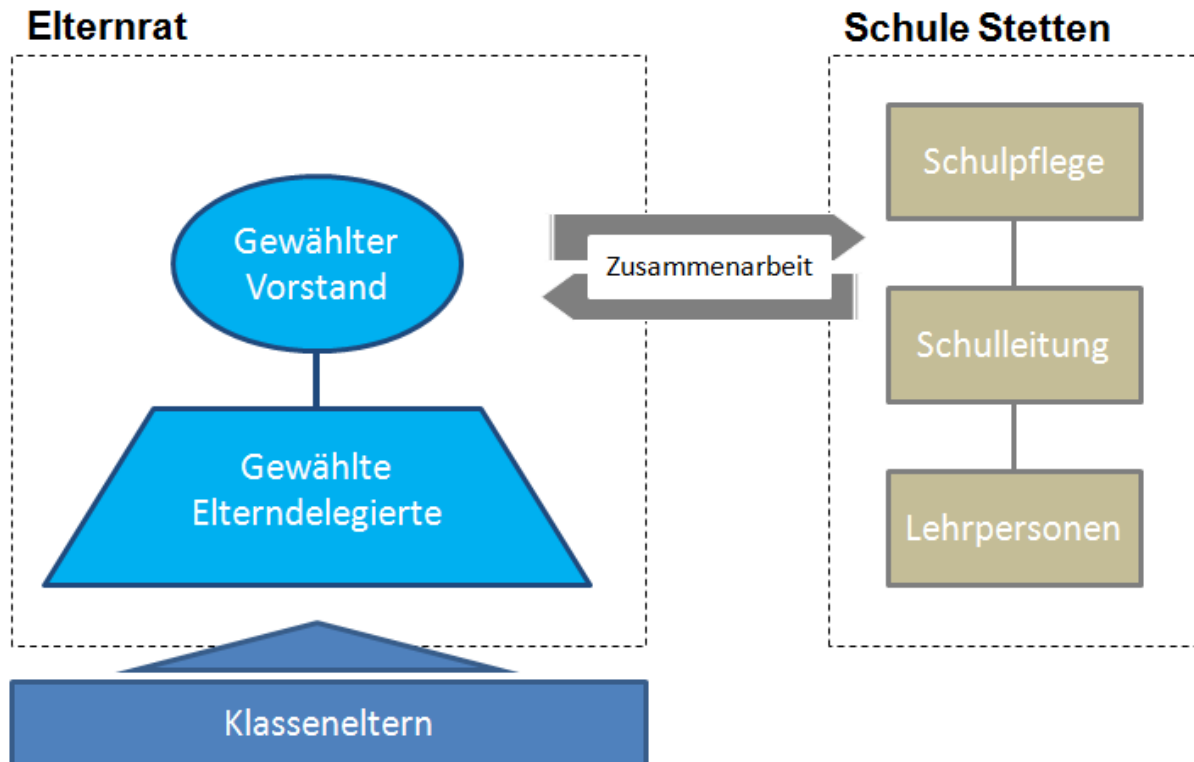 Elternrat
Schule Stetten
Gewählter
Vorstand
Gewählte
Elterndelegierte
Klasseneltern
Zusammenarbeit
Schulpflege
Schulleitung
Lehrpersonen